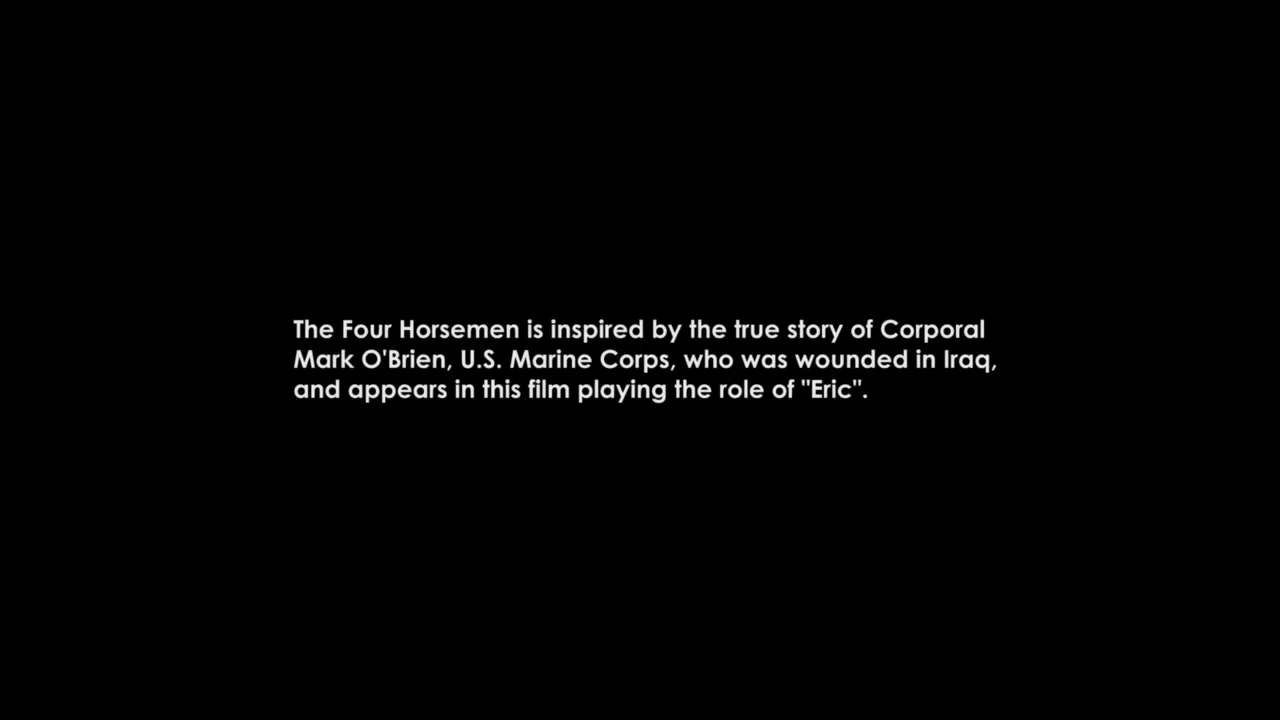 The Four Horsemen is inspired by the true story of Corporal
Mark O'Brien, U.S. Marine Corps, who was wounded in Iraq,
and appears in this film playing the role of "Eric".